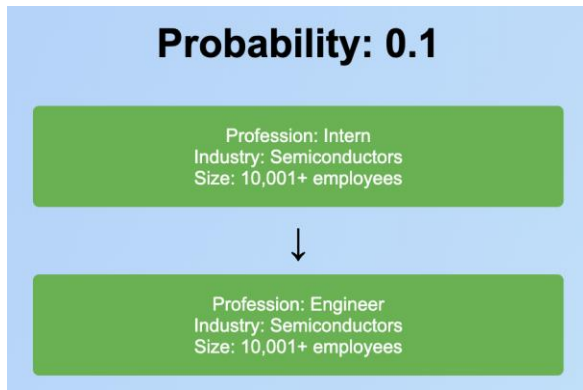 Probability: 0.1
Profession: Intern
Industry: Semiconductors
Size: 10,001+ employees
↓
Profession: Engineer
Industry: Semiconductors
Size: 10,001+ employees